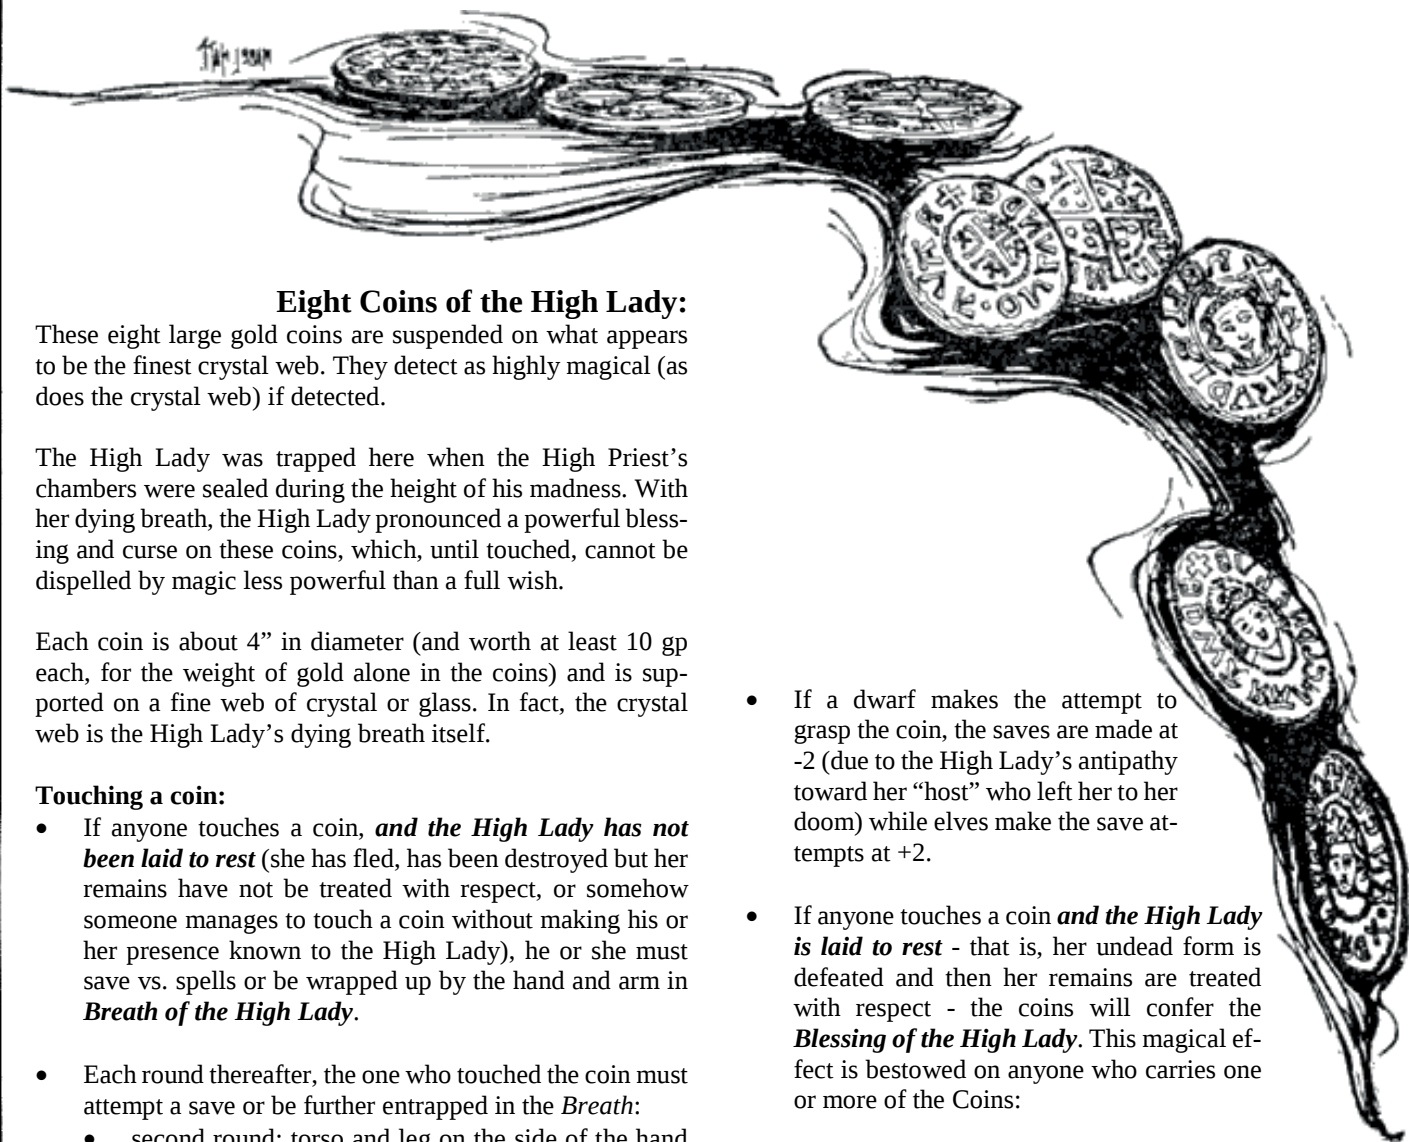 Eight Coins of the High Lady:
These eight large gold coins are suspended on what appears
to be the finest crystal web. They detect as highly magical (as
does the crystal web) if detected.
The High Lady was trapped here when the High Priest’s
chambers were sealed during the height of his madness. With
her dying breath, the High Lady pronounced a powerful bless-
ing and curse on these coins, which, until touched, cannot be
dispelled by magic less powerful than a full wish.
Each coin is about 4” in diameter (and worth at least 10 gp
each, for the weight of gold alone in the coins) and is sup-
ported on a fine web of crystal or glass. In fact, the crystal
web is the High Lady’s dying breath itself.
Touching a coin:
• If anyone touches a coin, and the High Lady has not
been laid to rest (she has fled, has been destroyed but her
remains have not be treated with respect, or somehow
someone manages to touch a coin without making his or
her presence known to the High Lady), he or she must
save vs. spells or be wrapped up by the hand and arm in
Breath of the High Lady.
• Each round thereafter, the one who touched the coin must
attempt a save or be further entrapped in the Breath:
• second round: torso and leg on the side of the hand
• If a dwarf makes the attempt to
grasp the coin, the saves are made at
-2 (due to the High Lady’s antipathy
toward her “host” who left her to her
doom) while elves make the save at-
tempts at +2.
• If anyone touches a coin and the High Lady
is laid to rest - that is, her undead form is
defeated and then her remains are treated
with respect - the coins will confer the
Blessing of the High Lady. This magical ef-
fect is bestowed on anyone who carries one
or more of the Coins: